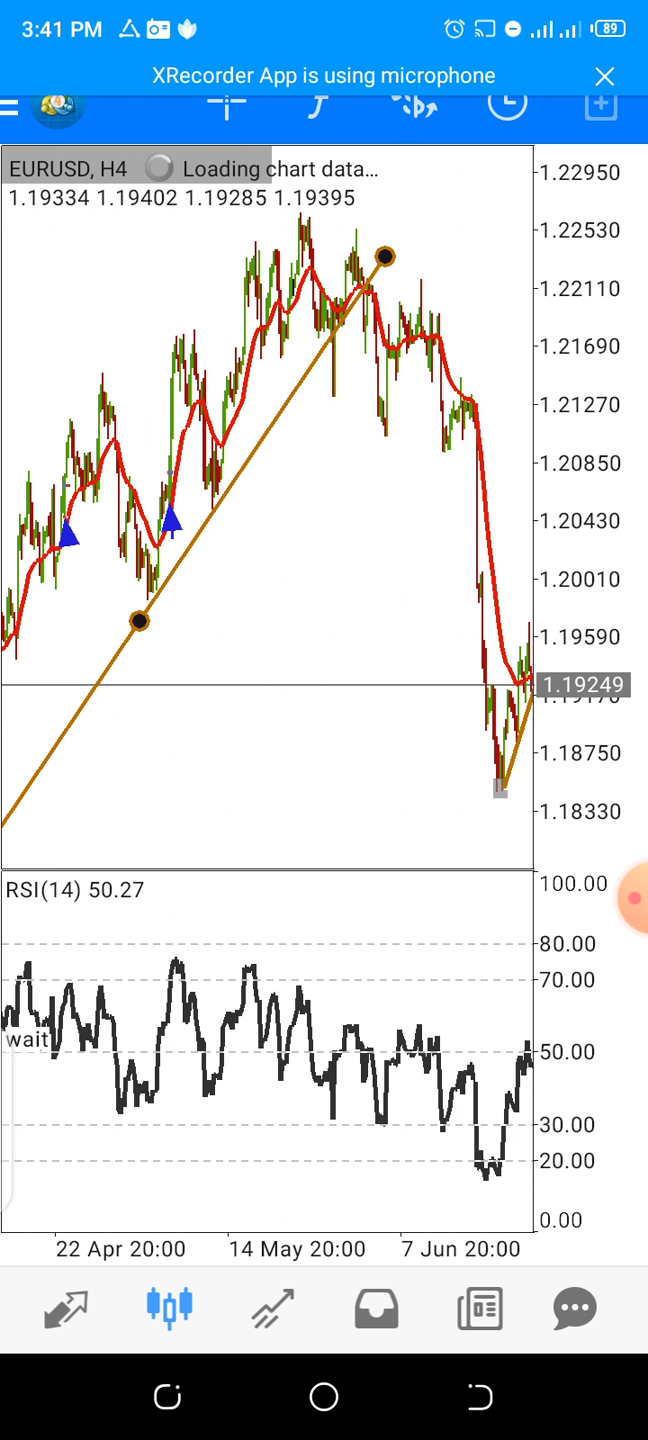 3:41 PM
89
XRecorder App is using microphone
EURUSD, H4 Loading chart data...
1.19334 1.19402 1.19285 1.19395
1.22950
1.22530
1.22110
1.21690
1.21270
1.20850
1.20430
1.20010
1.19590
1.19249
1.19170
1.18750
1.18330
RSI(14) 50.27
100.00
80.00
70.00
wait
50.00
30.00
20.00
0.00
22 Apr 20:00
14 May 20:00
7 Jun 20:00